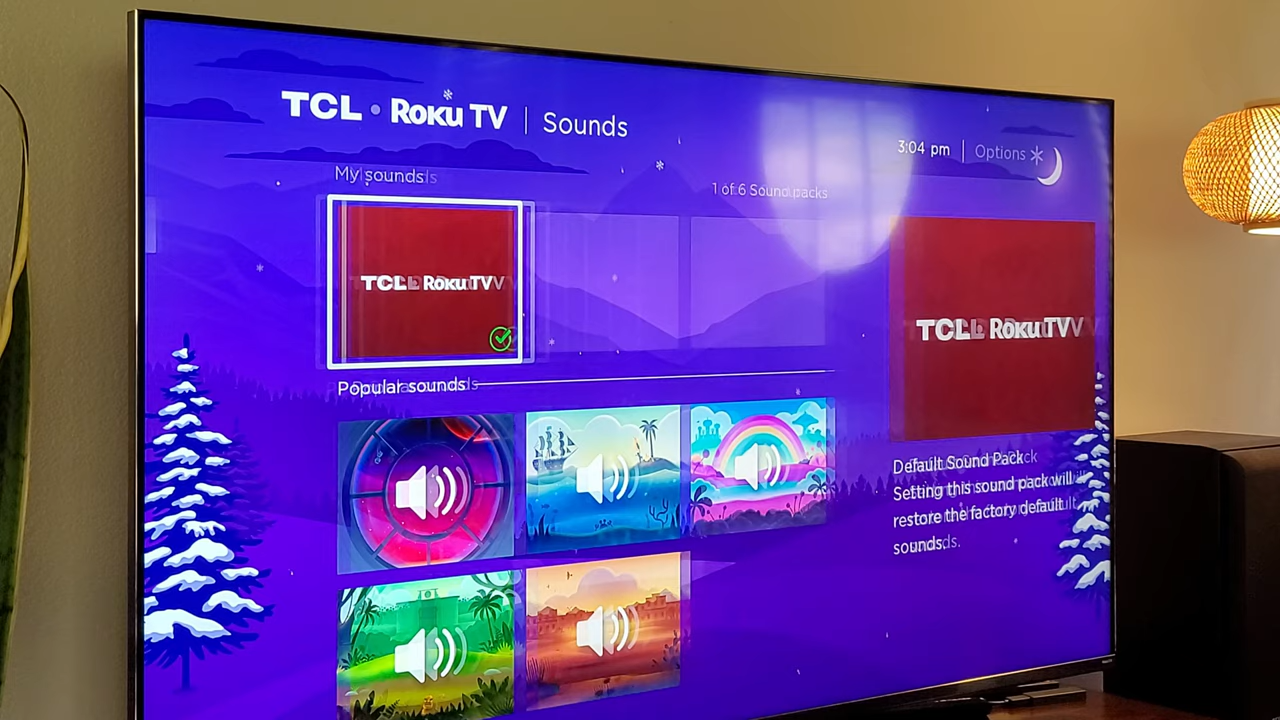 TCL • Roku TV | Sounds
3:04 pm | Options
My sounds
1 of 6 Sound packs
TCL Roku TV
TCL Roku TV
Popular sounds
Default Sound Pack
Setting this sound pack will
restore the factory default
sounds.